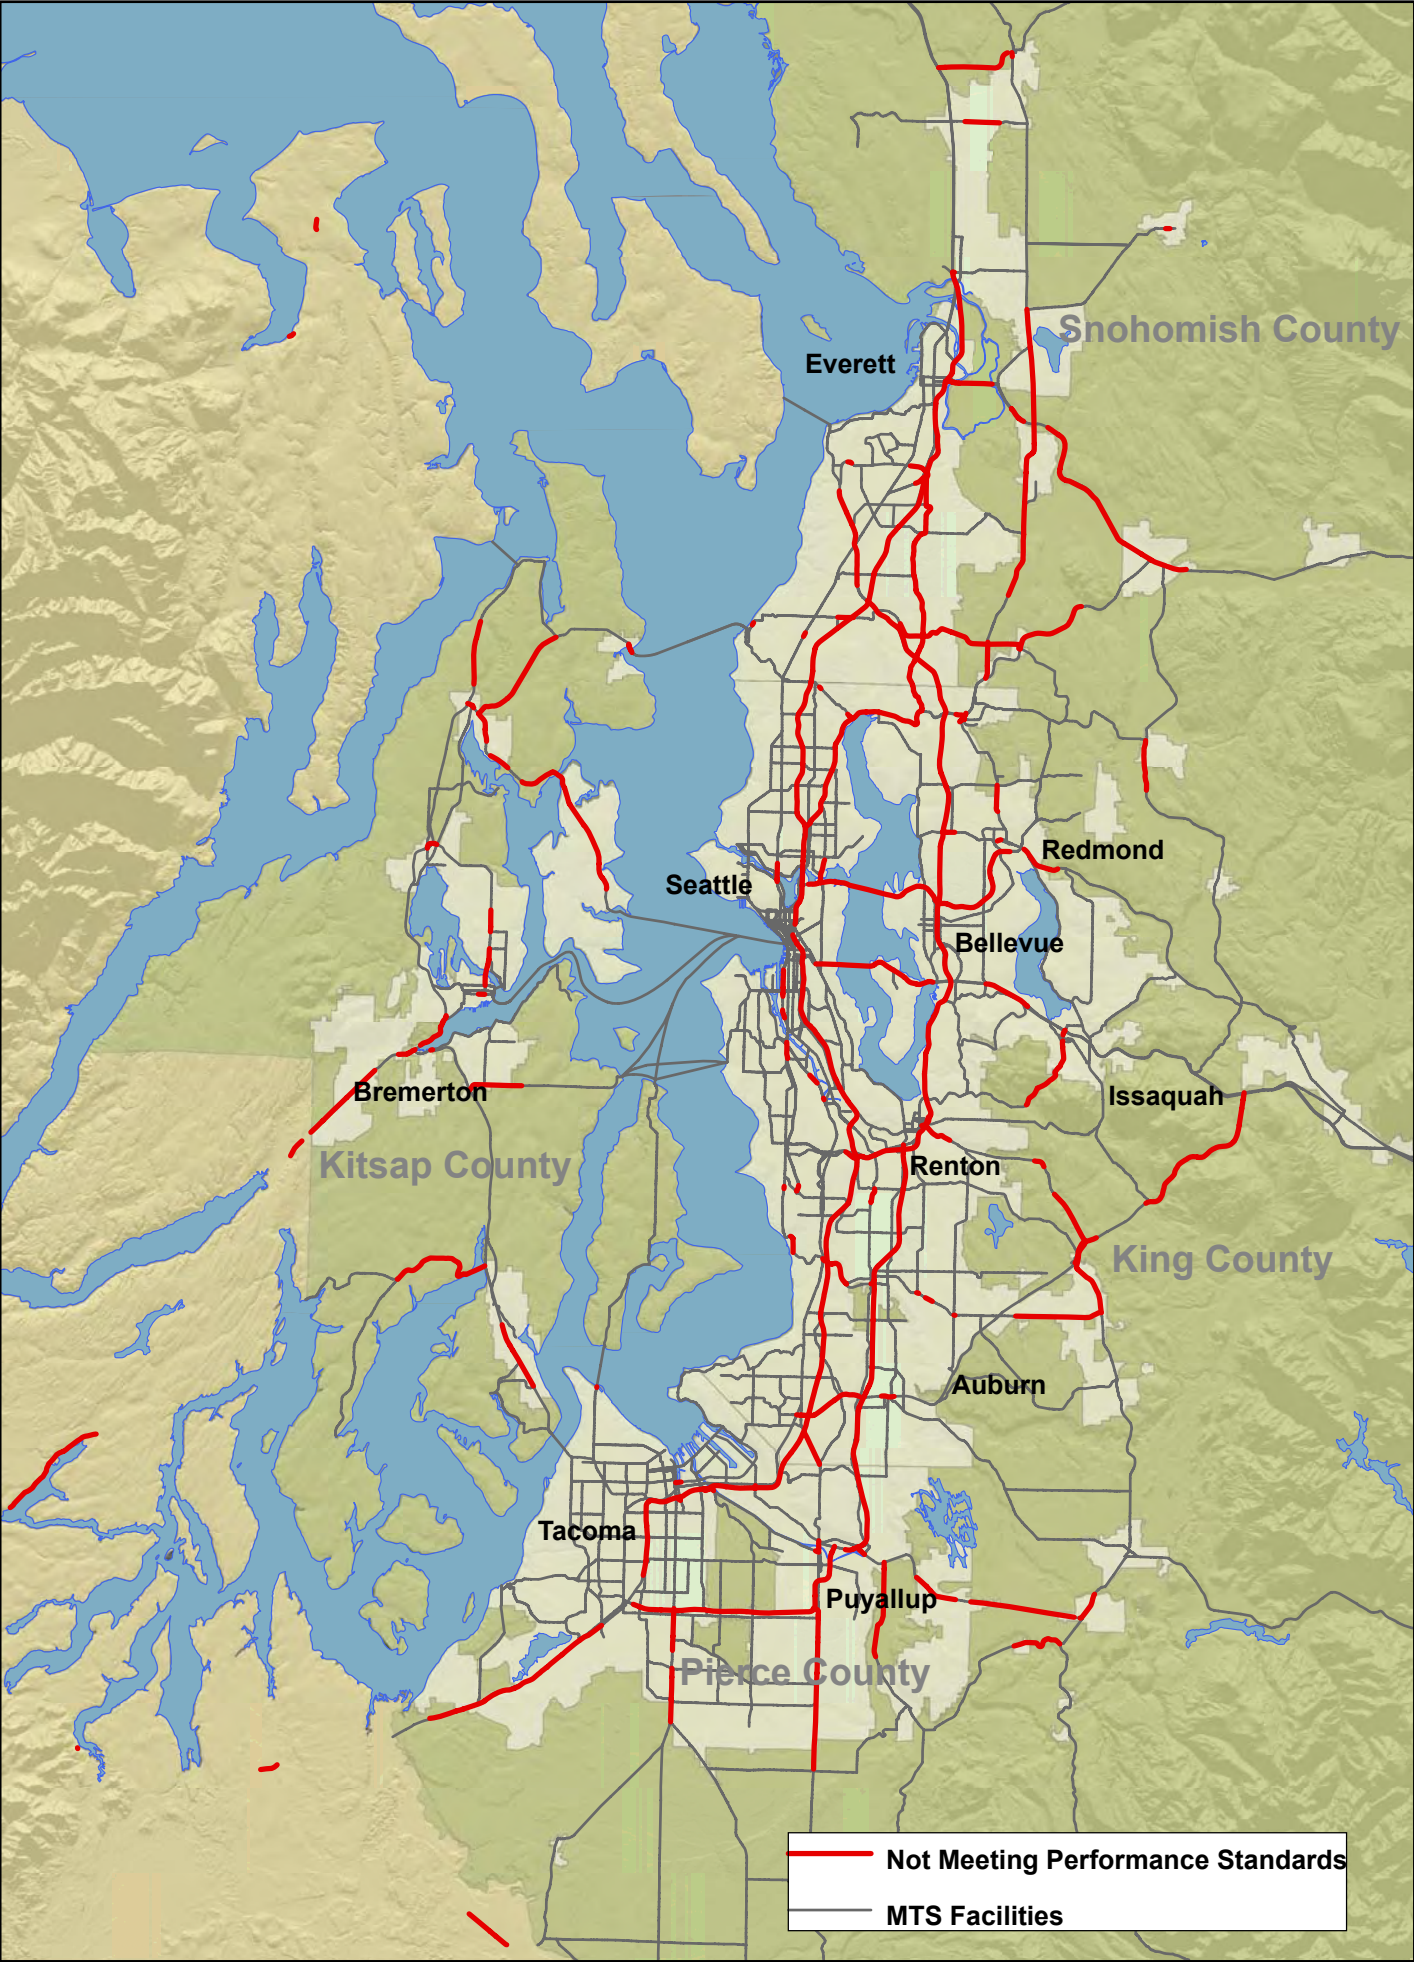 Snohomish County
Everett
Redmond
Seattle
Bellevue
Bremerton
Issaquah
Kitsap County
Renton
King County
Auburn
Tacoma
Puyallup
Pierce County
Not Meeting Performance Standards
MTS Facilities